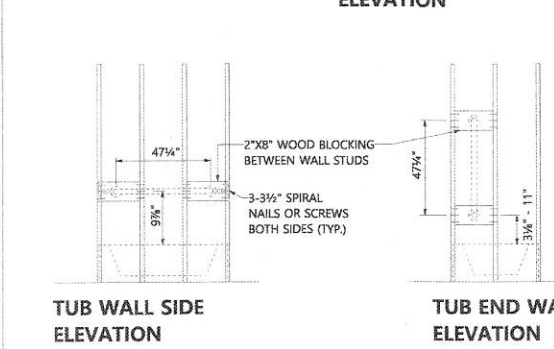 ELEVATION
47¼"
2"X8" WOOD BLOCKING
BETWEEN WALL STUDS
3-3½" SPIRAL
NAILS OR SCREWS
BOTH SIDES (TYP.)
9⅞"
47¼"
3⅛" - 11"
TUB WALL SIDE
ELEVATION
TUB END WA
ELEVATION